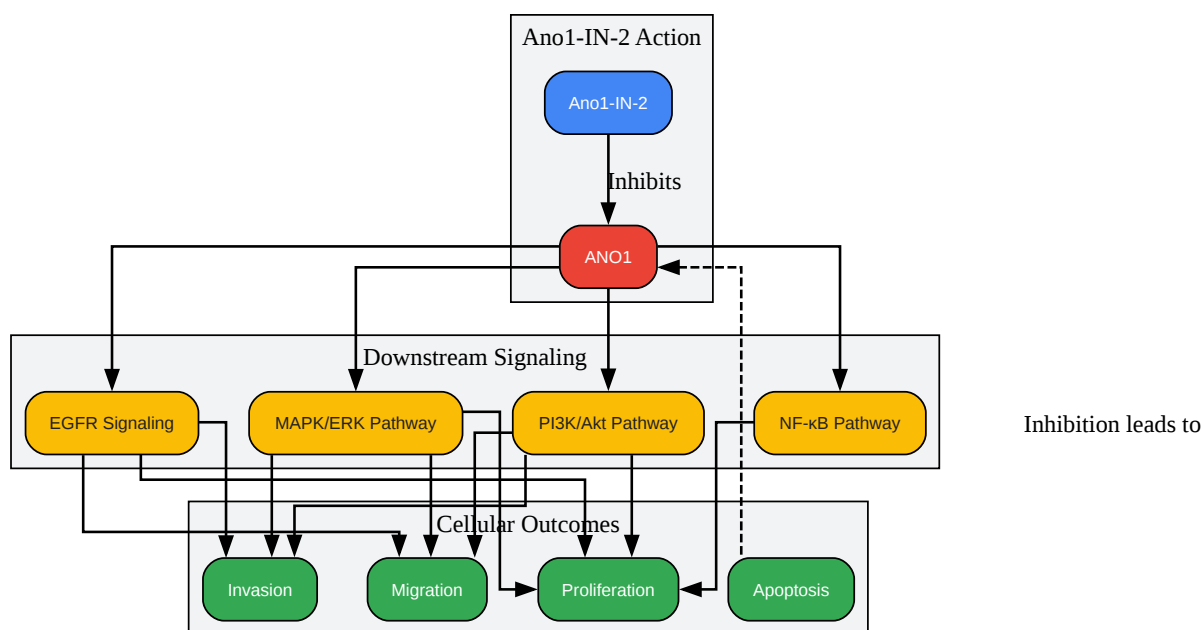 Ano1-IN-2 Action
Ano1-IN-2
Inhibits
ANO1
Downstream Signaling
EGFR Signaling
MAPK/ERK Pathway
PI3K/Akt Pathway
NF-κB Pathway
Inhibition leads to
Cellular Outcomes
Invasion
Migration
Proliferation
Apoptosis